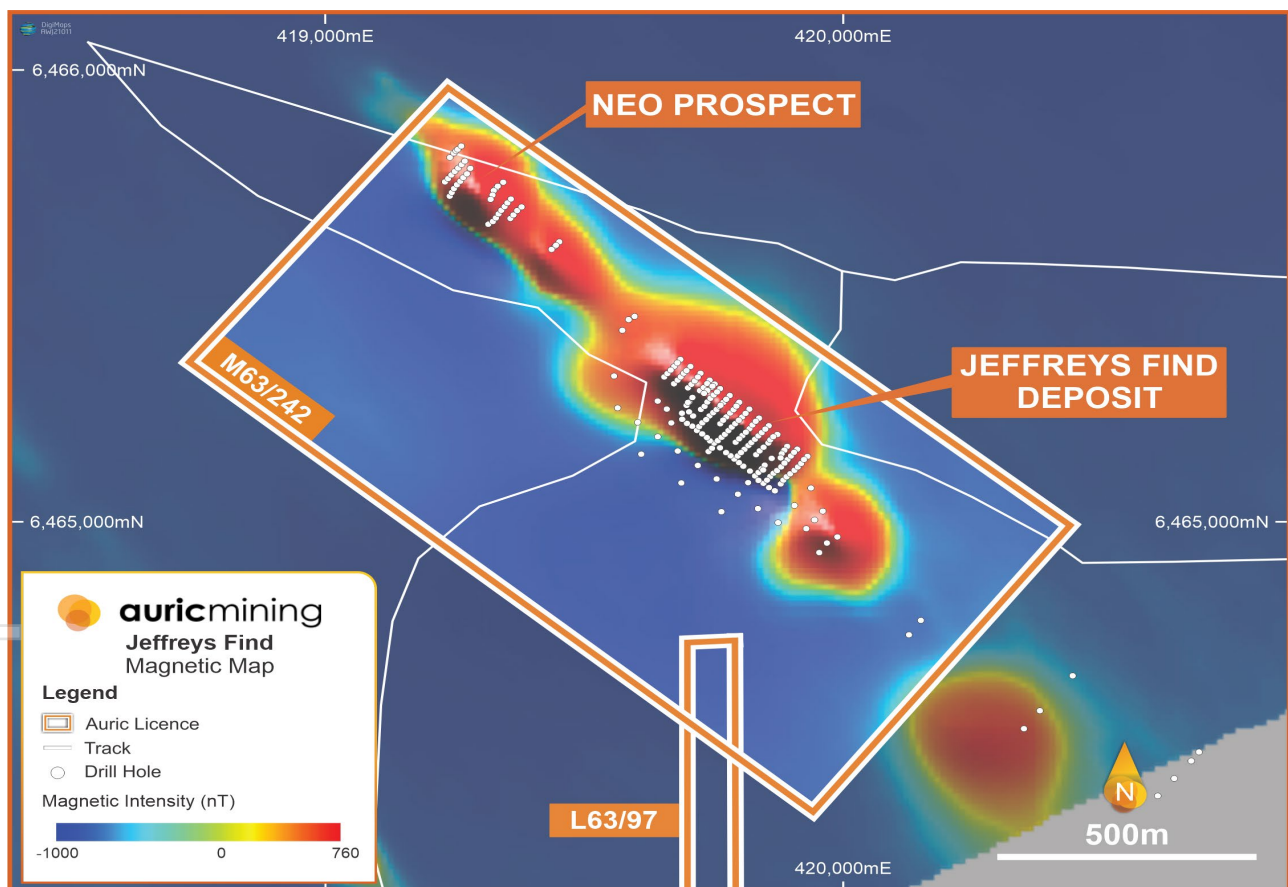 DigiMaps
RWJ21011
419,000mE
420,000mE
6,466,000mN
NEO PROSPECT
JEFFREYS FIND
DEPOSIT
M63/242
6,465,000mN
6,465,000mN
auricmining
Jeffreys Find
Magnetic Map
Legend
Auric Licence
Track
Drill Hole
Magnetic Intensity (nT)
-1000 0 760
L63/97
N
500m
420,000mE